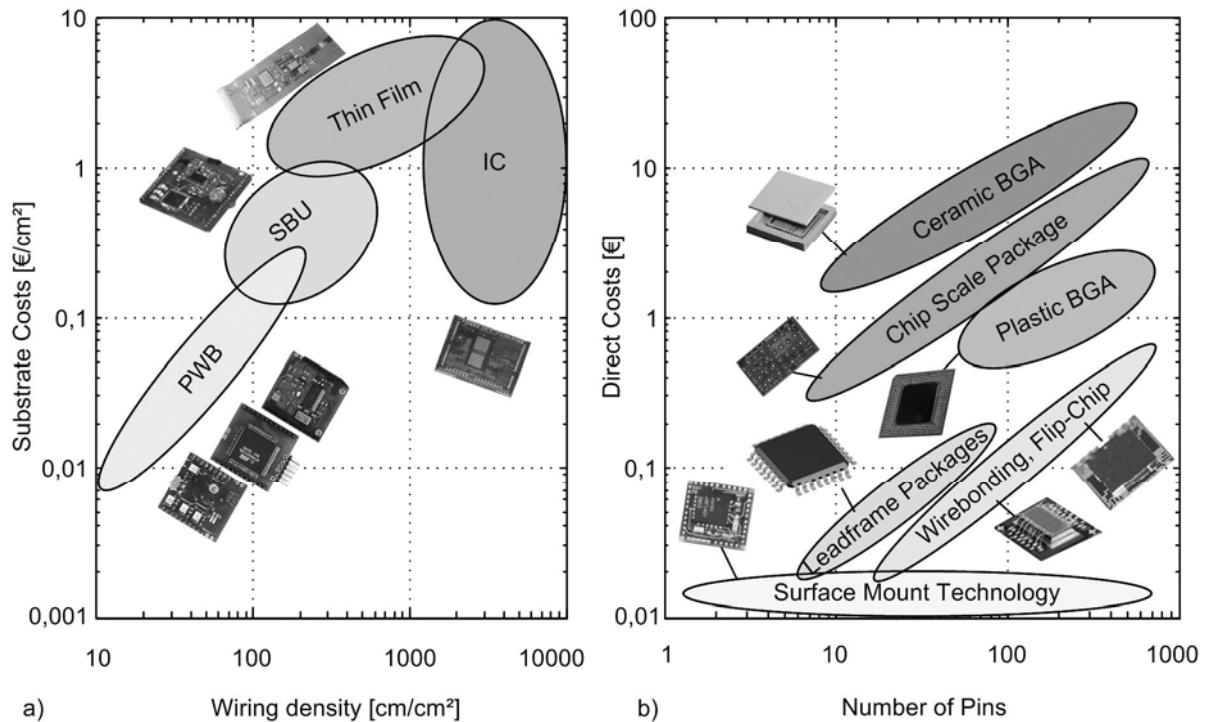 Substrate Costs [€/cm²]
10
1
0,1
0,01
0,001
Thin Film
IC
SBU
PWB
10
100
1000
10000
a)
Wiring density [cm/cm²]
Direct Costs [€]
100
10
1
0,1
0,01
Ceramic BGA
Chip Scale Package
Plastic BGA
Leadframe Packages
Wirebonding, Flip-Chip
Surface Mount Technology
1
10
100
1000
b)
Number of Pins